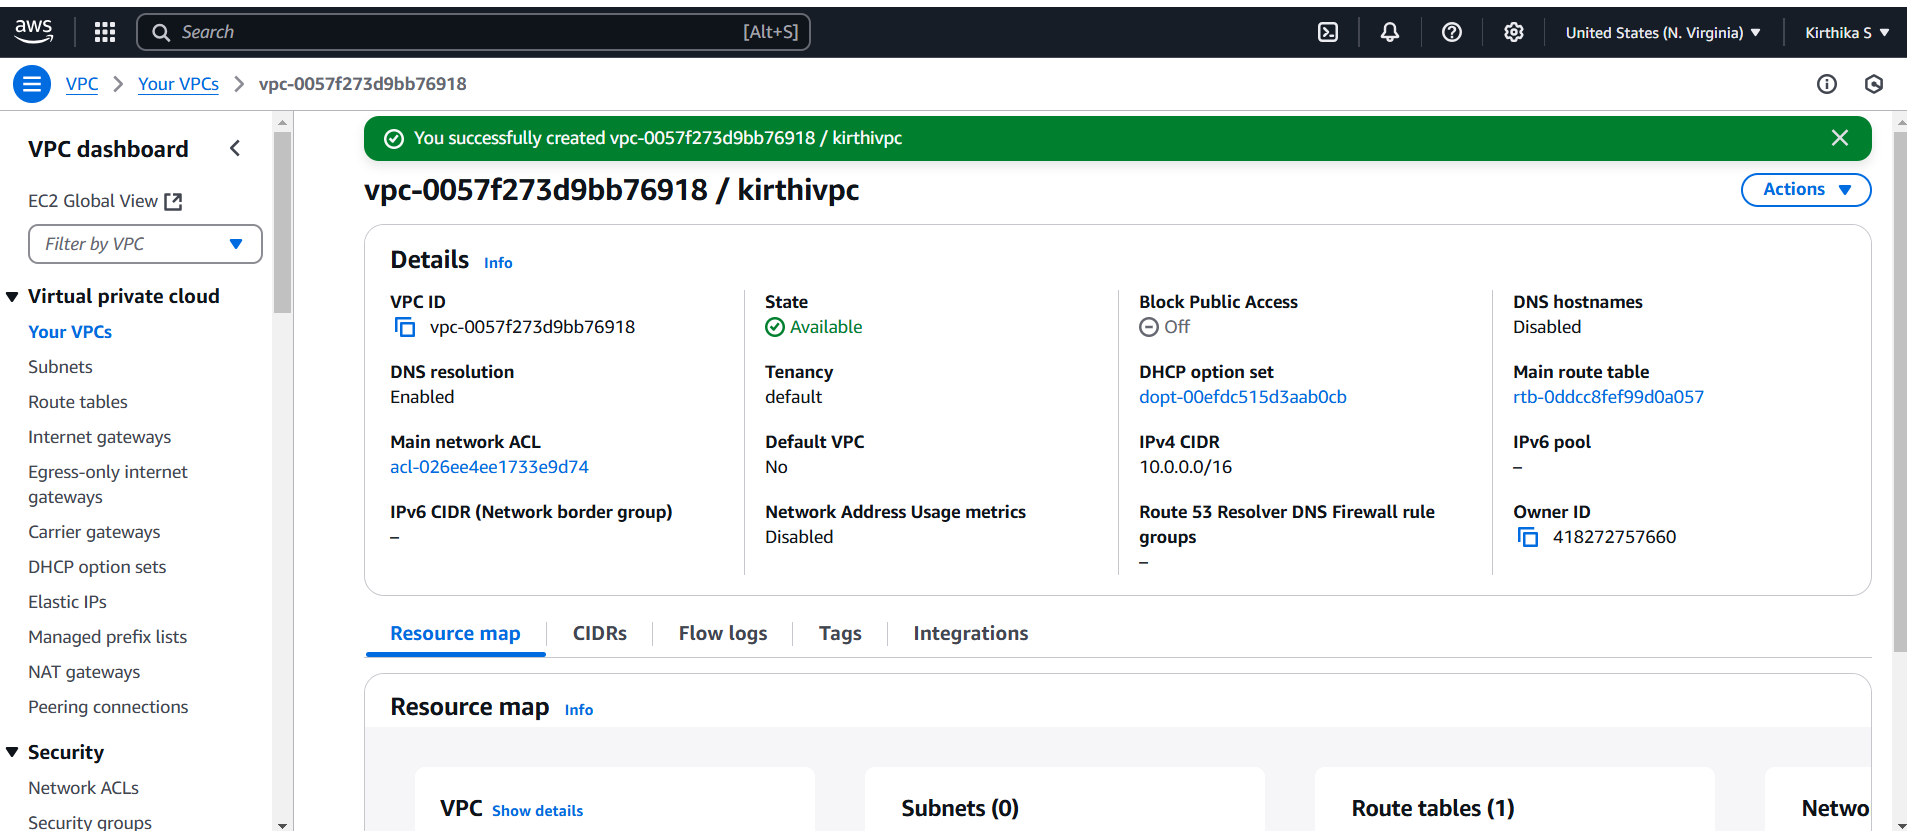 aws
Search [Alt+S]
United States (N. Virginia)
Kirthika S
VPC
Your VPCs
vpc-0057f273d9bb76918
VPC dashboard
EC2 Global View
Filter by VPC
Virtual private cloud
Your VPCs
Subnets
Route tables
Internet gateways
Egress-only internet
gateways
Carrier gateways
DHCP option sets
Elastic IPs
Managed prefix lists
NAT gateways
Peering connections
Security
Network ACLs
Security groups
You successfully created vpc-0057f273d9bb76918 / kirthivpc
vpc-0057f273d9bb76918 / kirthivpc
Actions
Details Info
VPC ID
vpc-0057f273d9bb76918
State
Available
Block Public Access
Off
DNS hostnames
Disabled
DNS resolution
Enabled
Tenancy
default
DHCP option set
dopt-00efdc515d3aab0cb
Main route table
rtb-0ddcc8fef99d0a057
Main network ACL
acl-026ee4ee1733e9d74
Default VPC
No
IPv4 CIDR
10.0.0.0/16
IPv6 pool
–
IPv6 CIDR (Network border group)
–
Network Address Usage metrics
Disabled
Route 53 Resolver DNS Firewall rule
groups
–
Owner ID
418272757660
Resource map
CIDRs
Flow logs
Tags
Integrations
Resource map Info
VPC Show details
Subnets (0)
Route tables (1)
Netwo